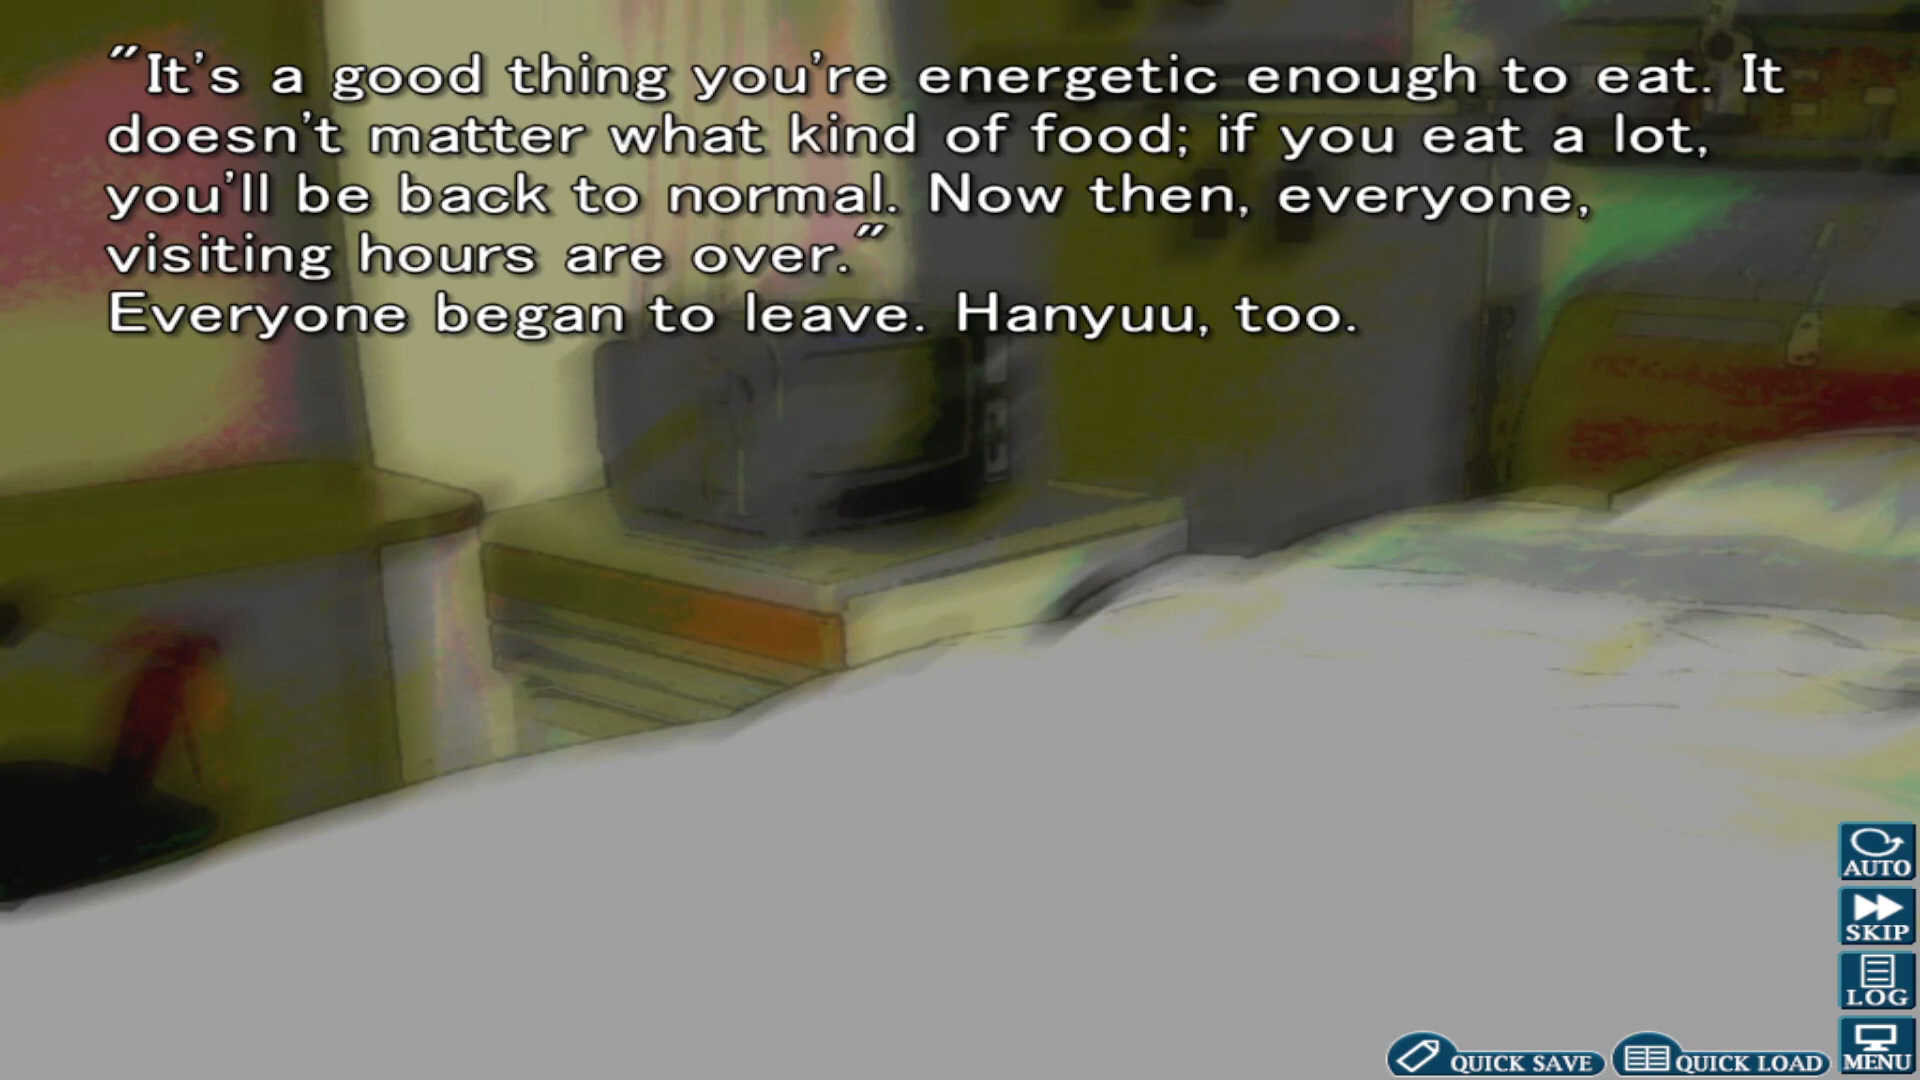 "It's a good thing you're energetic enough to eat. It
doesn't matter what kind of food; if you eat a lot,
you'll be back to normal. Now then, everyone,
visiting hours are over."
Everyone began to leave. Hanyuu, too.
AUTO
SKIP
LOG
MENU
QUICK SAVE
QUICK LOAD